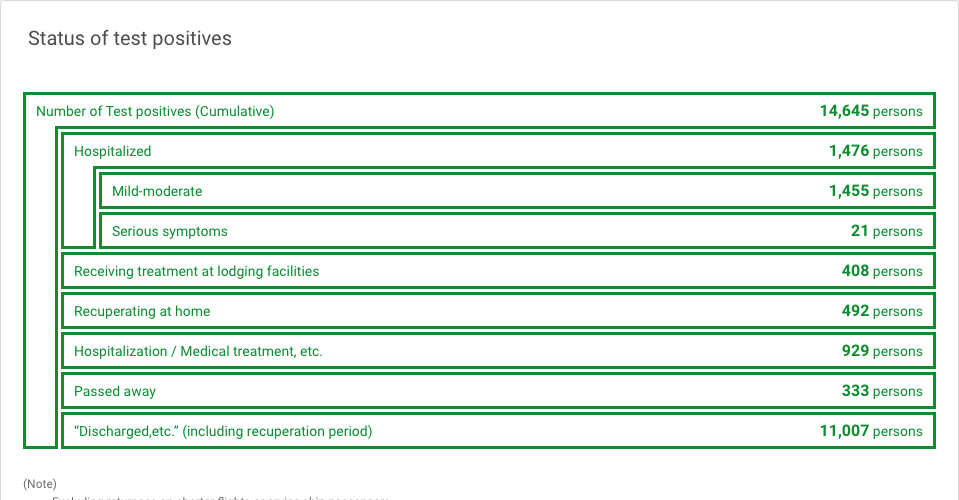 Status of test positives
Number of Test positives (Cumulative) 14,645 persons
Hospitalized 1,476 persons
Mild-moderate 1,455 persons
Serious symptoms 21 persons
Receiving treatment at lodging facilities 408 persons
Recuperating at home 492 persons
Hospitalization / Medical treatment, etc. 929 persons
Passed away 333 persons
“Discharged,etc.” (including recuperation period) 11,007 persons
(Note)